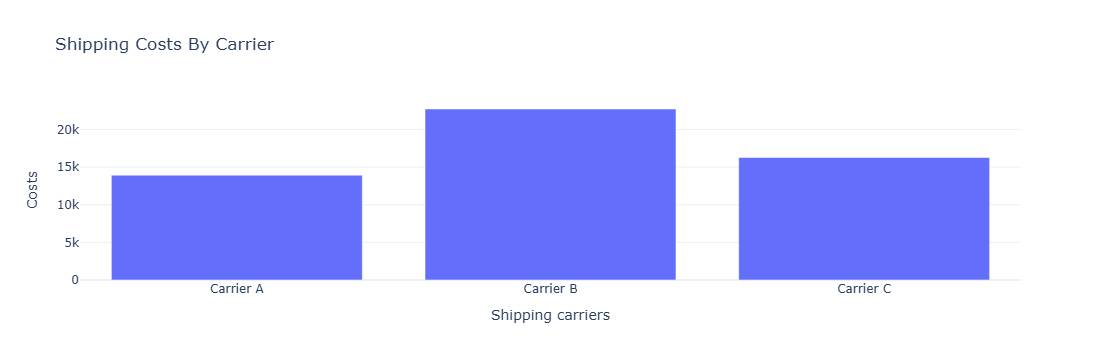 Shipping Costs By Carrier
Costs
20k
15k
10k
5k
0
Carrier A
Carrier B
Carrier C
Shipping carriers